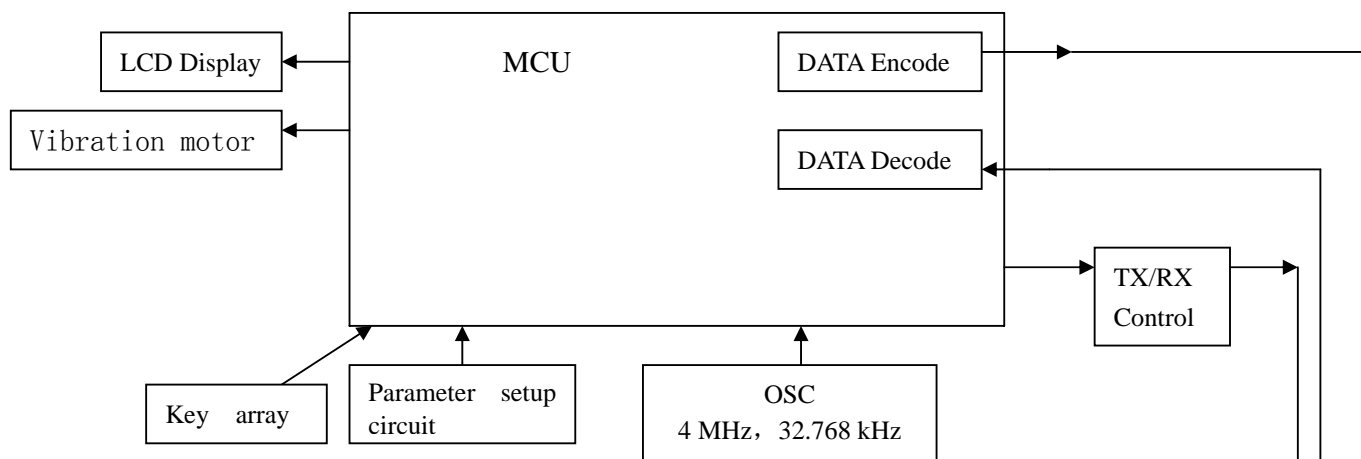 LCD Display
MCU
DATA Encode
Vibration motor
DATA Decode
TX/RX
Control
Key array
Parameter setup
circuit
OSC
4 MHz，32.768 kHz